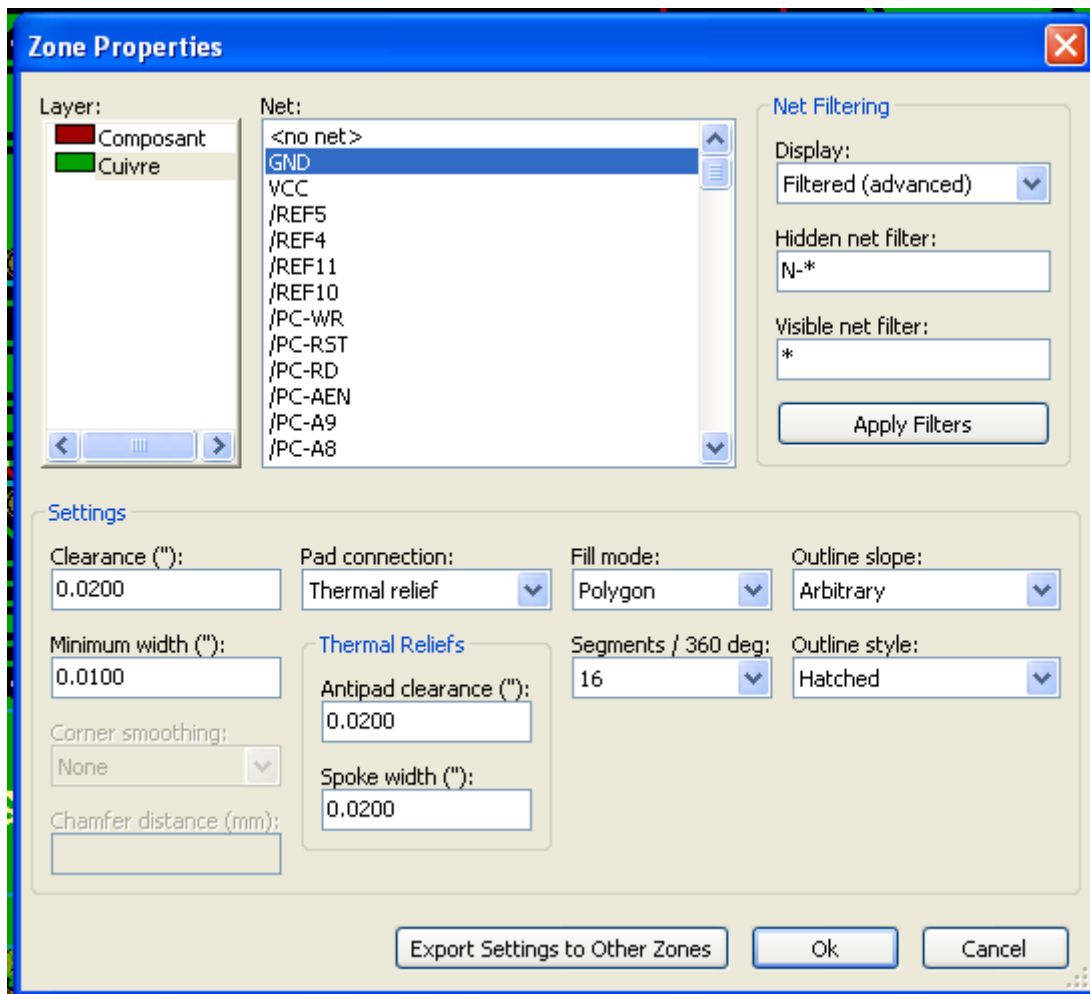 Zone Properties
Layer:
Composant
Cuivre
Net:
<no net>
GND
VCC
/REF5
/REF4
/REF11
/REF10
/PC-WR
/PC-RST
/PC-RD
/PC-AEN
/PC-A9
/PC-A8
Net Filtering
Display:
Filtered (advanced)
Hidden net filter:
N-*
Visible net filter:
*
Apply Filters
Settings
Clearance ("):
0.0200
Minimum width ("):
0.0100
Corner smoothing:
None
Chamfer distance (mm):
Pad connection:
Thermal relief
Thermal Reliefs
Antipad clearance ("):
0.0200
Spoke width ("):
0.0200
Fill mode:
Polygon
Segments / 360 deg:
16
Outline slope:
Arbitrary
Outline style:
Hatched
Export Settings to Other Zones
Ok
Cancel